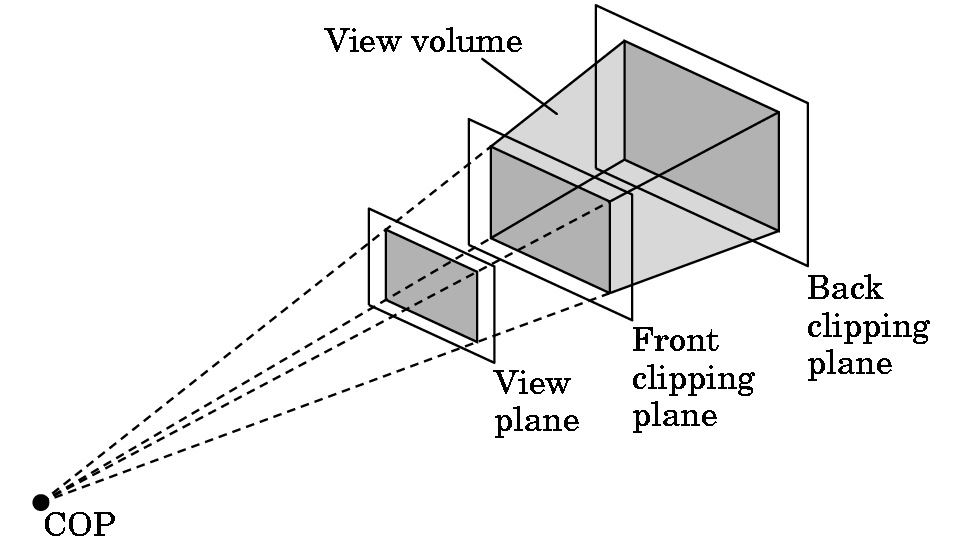 View volume
Back
clipping
plane
Front
clipping
plane
View
plane
COP